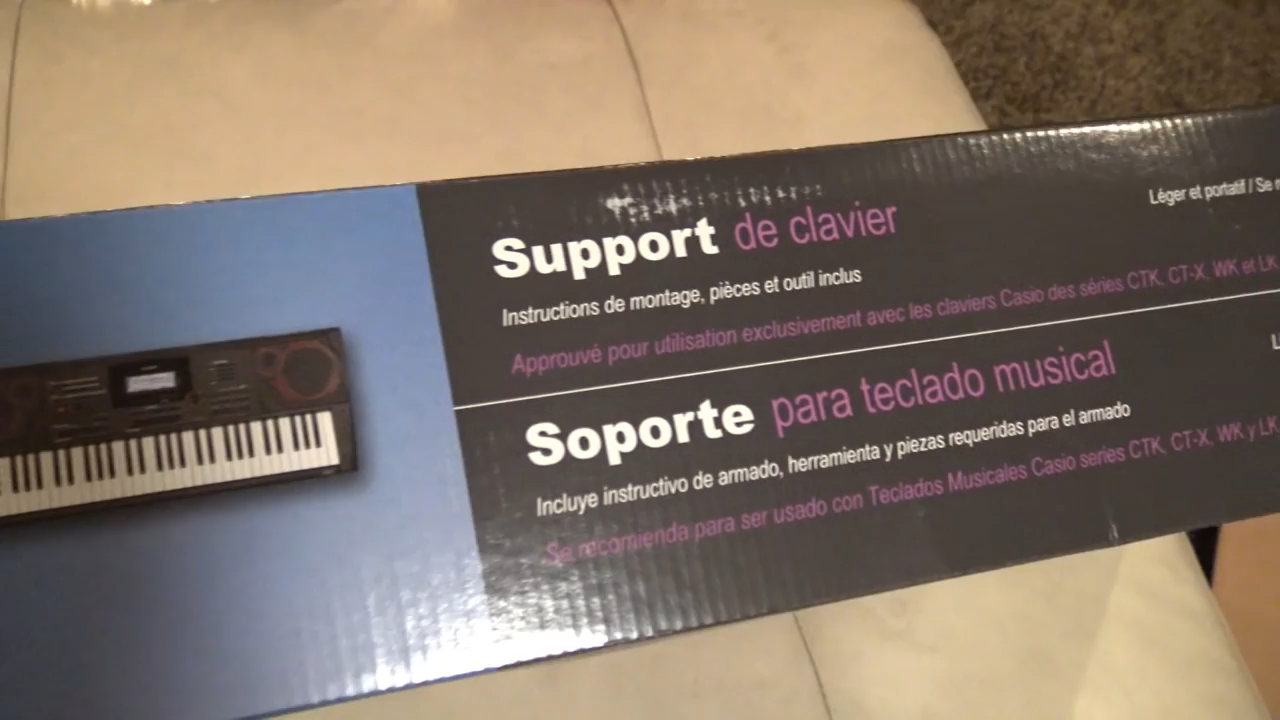 Support de clavier
Léger et portatif / Se
Instructions de montage, pièces et outil inclus
Approuvé pour utilisation exclusivement avec les claviers Casio des séries CTK, CT-X, WK et LK
Soporte para teclado musical
Incluye instructivo de armado, herramienta y piezas requeridas para el armado
Se recomienda para ser usado con Teclados Musicales Casio series CTK, CT-X, WK y LK